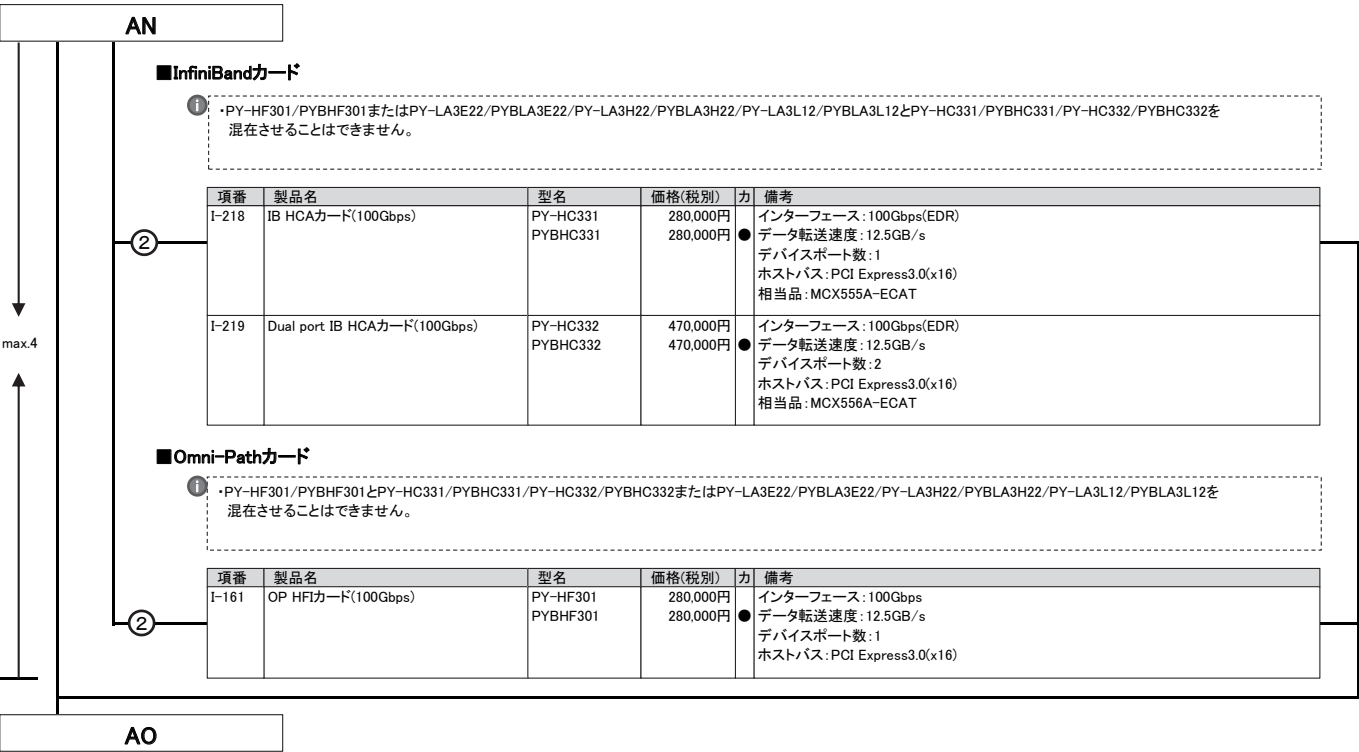 AN
■InfiniBandカード
i
・PY-HF301/PYBHF301またはPY-LA3E22/PYBLA3E22/PY-LA3H22/PYBLA3H22/PY-LA3L12/PYBLA3L12とPY-HC331/PYBHC331/PY-HC332/PYBHC332を
混在させることはできません。
項番 製品名 型名 価格(税別) カ 備考
I-218 IB HCAカード(100Gbps) PY-HC331 280,000円 インターフェース:100Gbps(EDR)
② PYBHC331 280,000円 ● データ転送速度:12.5GB/s
デバイスポート数:1
ホストバス:PCI Express3.0(x16)
相当品:MCX555A-ECAT
I-219 Dual port IB HCAカード(100Gbps) PY-HC332 470,000円 インターフェース:100Gbps(EDR)
max.4 PYBHC332 470,000円 ● データ転送速度:12.5GB/s
デバイスポート数:2
ホストバス:PCI Express3.0(x16)
相当品:MCX556A-ECAT
■Omni-Pathカード
i
・PY-HF301/PYBHF301とPY-HC331/PYBHC331/PY-HC332/PYBHC332またはPY-LA3E22/PYBLA3E22/PY-LA3H22/PYBLA3H22/PY-LA3L12/PYBLA3L12を
混在させることはできません。
項番 製品名 型名 価格(税別) カ 備考
I-161 OP HFIカード(100Gbps) PY-HF301 280,000円 インターフェース:100Gbps
② PYBHF301 280,000円 ● データ転送速度:12.5GB/s
デバイスポート数:1
ホストバス:PCI Express3.0(x16)
AO